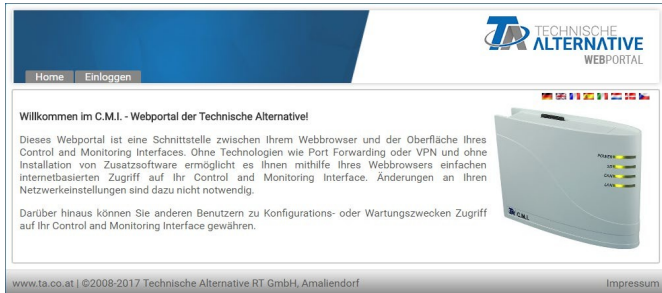 TECHNISCHE
ALTERNATIVE
WEBPORTAL
Home Einloggen
Willkommen im C.M.I. - Webportal der Technische Alternative!
Dieses Webportal ist eine Schnittstelle zwischen Ihrem Webbrowser und der Oberfläche Ihres
Control and Monitoring Interfaces. Ohne Technologien wie Port Forwarding oder VPN und ohne
Installation von Zusatzsoftware ermöglicht es Ihnen mithilfe Ihres Webbrowsers einfachen
internetbasierten Zugriff auf Ihr Control and Monitoring Interface. Änderungen an Ihren
Netzwerkeinstellungen sind dazu nicht notwendig.
Darüber hinaus können Sie anderen Benutzern zu Konfigurations- oder Wartungszwecken Zugriff
auf Ihr Control and Monitoring Interface gewähren.
POWER
C.M.I.
www.ta.co.at | ©2008-2017 Technische Alternative RT GmbH, Amaliendorf
Impressum